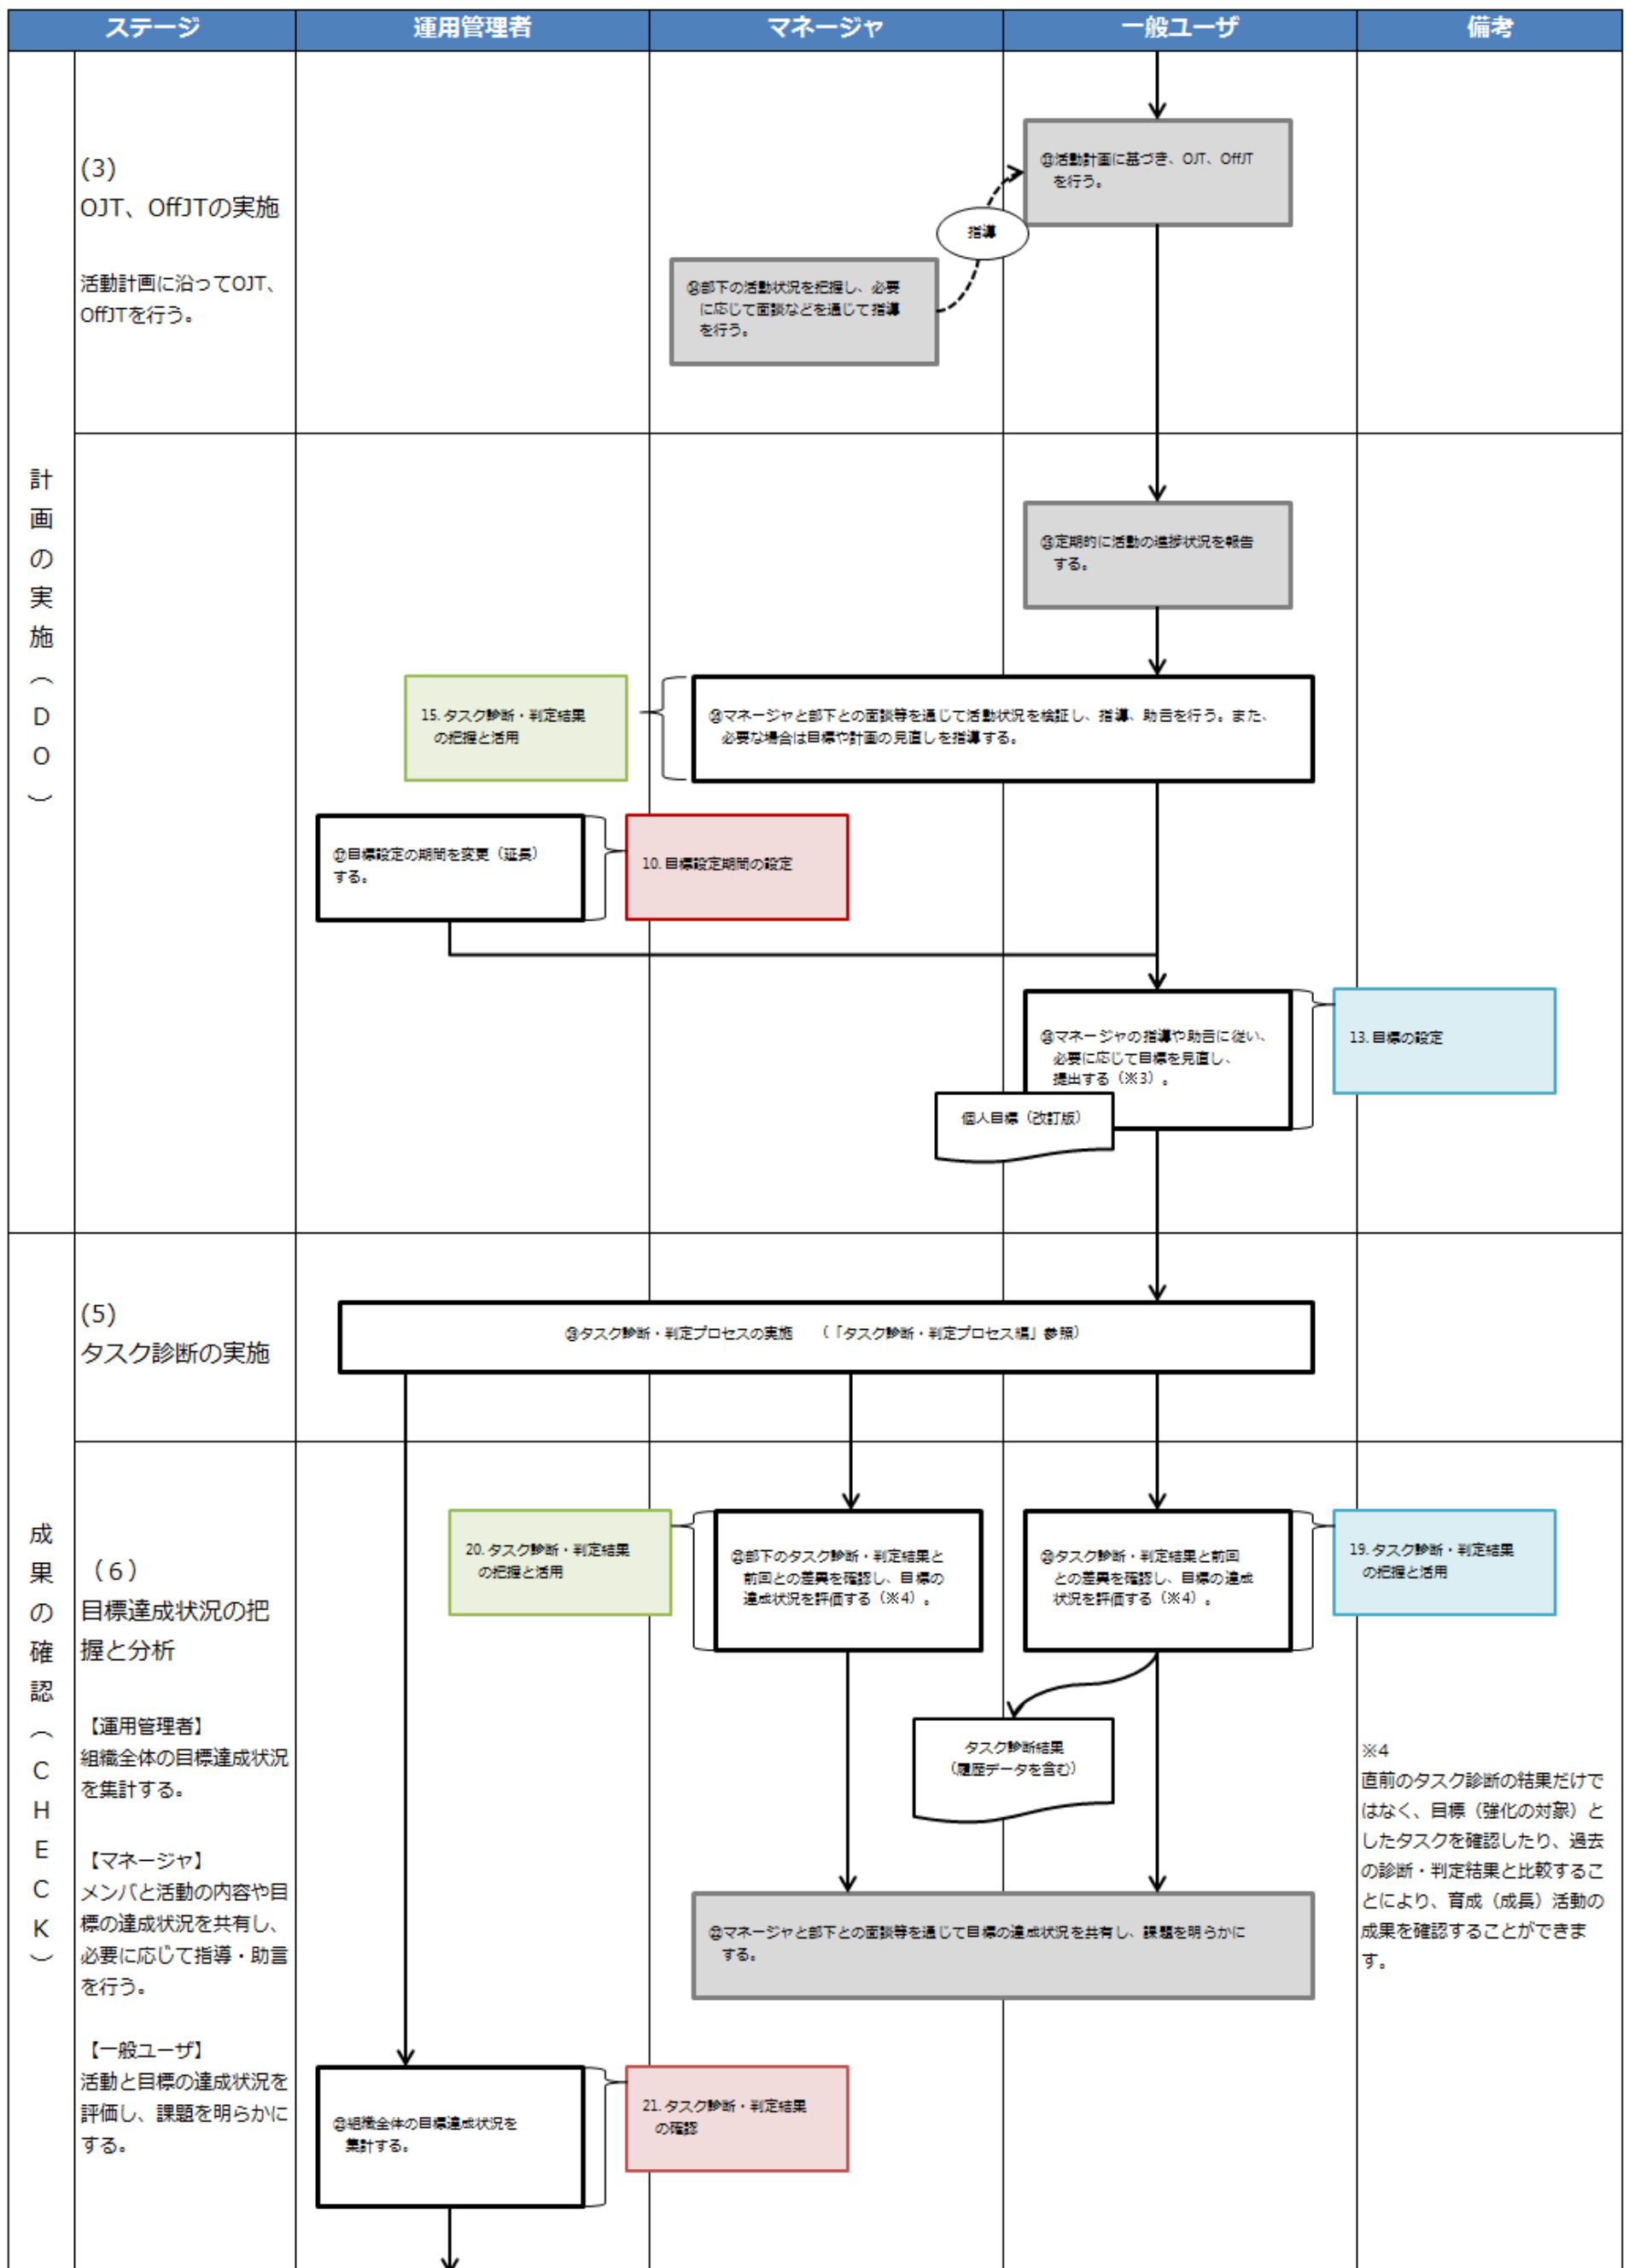 ステージ
運用管理者
マネージャ
一般ユーザ
備考
計画の実施（DO）
(3)
OJT、OffJTの実施
活動計画に沿ってOJT、
OffJTを行う。
⑬活動計画に基づき、OJT、OffJT
を行う。
指導
⑭部下の活動状況を把握し、必要
に応じて面談などを通じて指導
を行う。
⑮定期的に活動の進捗状況を報告
する。
15. タスク診断・判定結果
の把握と活用
⑯マネージャと部下との面談等を通じて活動状況を検証し、指導、助言を行う。また、
必要な場合は目標や計画の見直しを指導する。
⑰目標設定の期間を変更（延長）
する。
10. 目標設定期間の設定
⑱マネージャの指導や助言に従い、
必要に応じて目標を見直し、
提出する（※3）。
個人目標（改訂版）
13. 目標の設定
成果の確認（CHECK）
(5)
タスク診断の実施
⑲タスク診断・判定プロセスの実施　（「タスク診断・判定プロセス編」参照）
（6）
目標達成状況の把
握と分析
【運用管理者】
組織全体の目標達成状況
を集計する。
【マネージャ】
メンバと活動の内容や目
標の達成状況を共有し、
必要に応じて指導・助言
を行う。
【一般ユーザ】
活動と目標の達成状況を
評価し、課題を明らかに
する。
20. タスク診断・判定結果
の把握と活用
㉑部下のタスク診断・判定結果と
前回との差異を確認し、目標の
達成状況を評価する（※4）。
⑳タスク診断・判定結果と前回
との差異を確認し、目標の達成
状況を評価する（※4）。
19. タスク診断・判定結果
の把握と活用
タスク診断結果
（履歴データを含む）
※4
直前のタスク診断の結果だけで
はなく、目標（強化の対象）と
したタスクを確認したり、過去
の診断・判定結果と比較するこ
とにより、育成（成長）活動の
成果を確認することができま
す。
㉒マネージャと部下との面談等を通じて目標の達成状況を共有し、課題を明らかに
する。
㉓組織全体の目標達成状況を
集計する。
21. タスク診断・判定結果
の確認